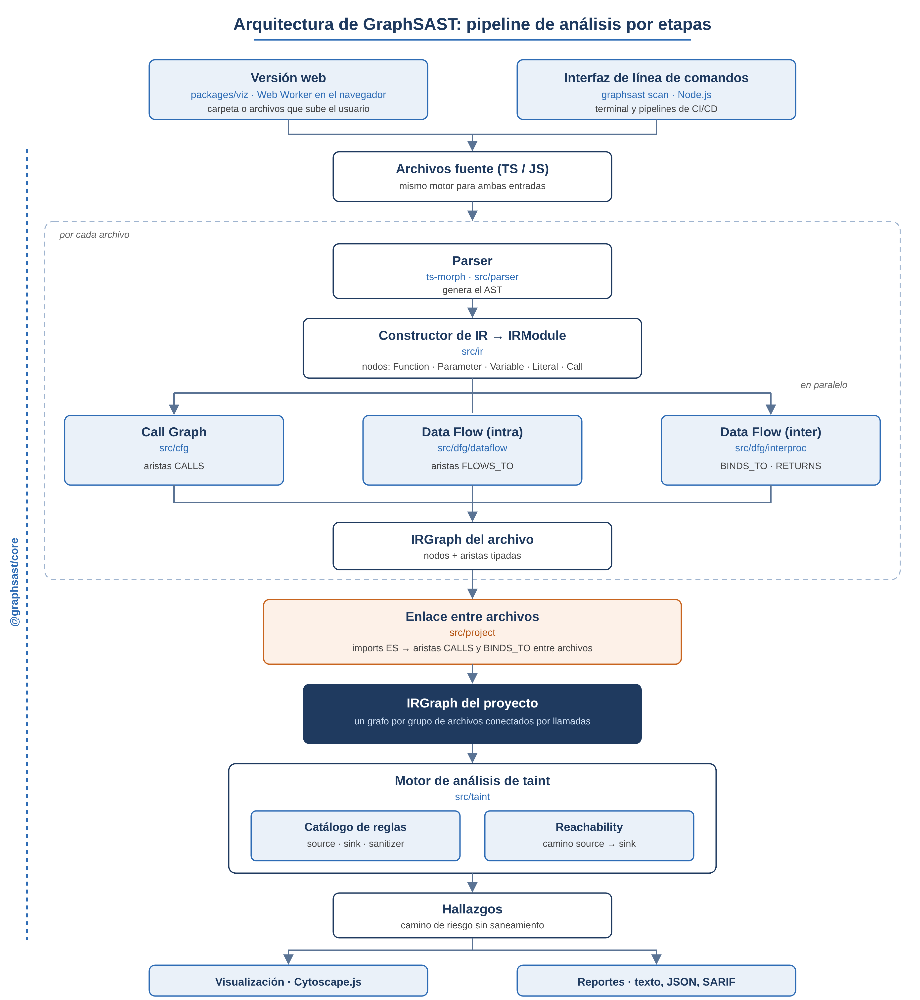 Arquitectura de GraphSAST: pipeline de análisis por etapas
Versión web
packages/viz · Web Worker en el navegador
carpeta o archivos que sube el usuario
Interfaz de línea de comandos
graphsast scan · Node.js
terminal y pipelines de CI/CD
Archivos fuente (TS / JS)
mismo motor para ambas entradas
por cada archivo
Parser
ts-morph · src/parser
genera el AST
Constructor de IR → IRModule
src/ir
nodos: Function · Parameter · Variable · Literal · Call
en paralelo
Call Graph
src/cfg
aristas CALLS
Data Flow (intra)
src/dfg/dataflow
aristas FLOWS_TO
Data Flow (inter)
src/dfg/interproc
BINDS_TO · RETURNS
IRGraph del archivo
nodos + aristas tipadas
@graphsast/core
Enlace entre archivos
src/project
imports ES → aristas CALLS y BINDS_TO entre archivos
IRGraph del proyecto
un grafo por grupo de archivos conectados por llamadas
Motor de análisis de taint
src/taint
Catálogo de reglas
source · sink · sanitizer
Reachability
camino source → sink
Hallazgos
camino de riesgo sin saneamiento
Visualización · Cytoscape.js
Reportes · texto, JSON, SARIF